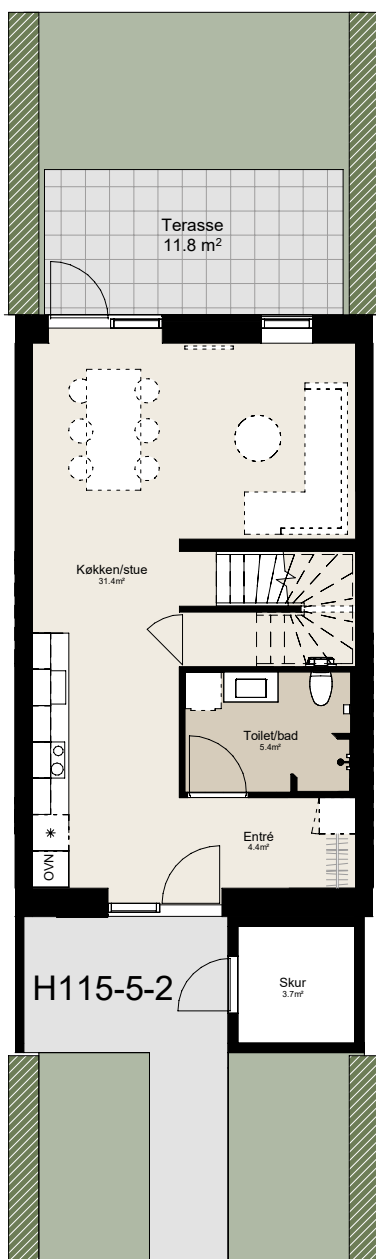 Terasse
11.8 m²
Køkken/stue
31.4m²
Toilet/bad
5.4m²
Entré
4.4m²
OVN
H115-5-2
Skur
3.7m²